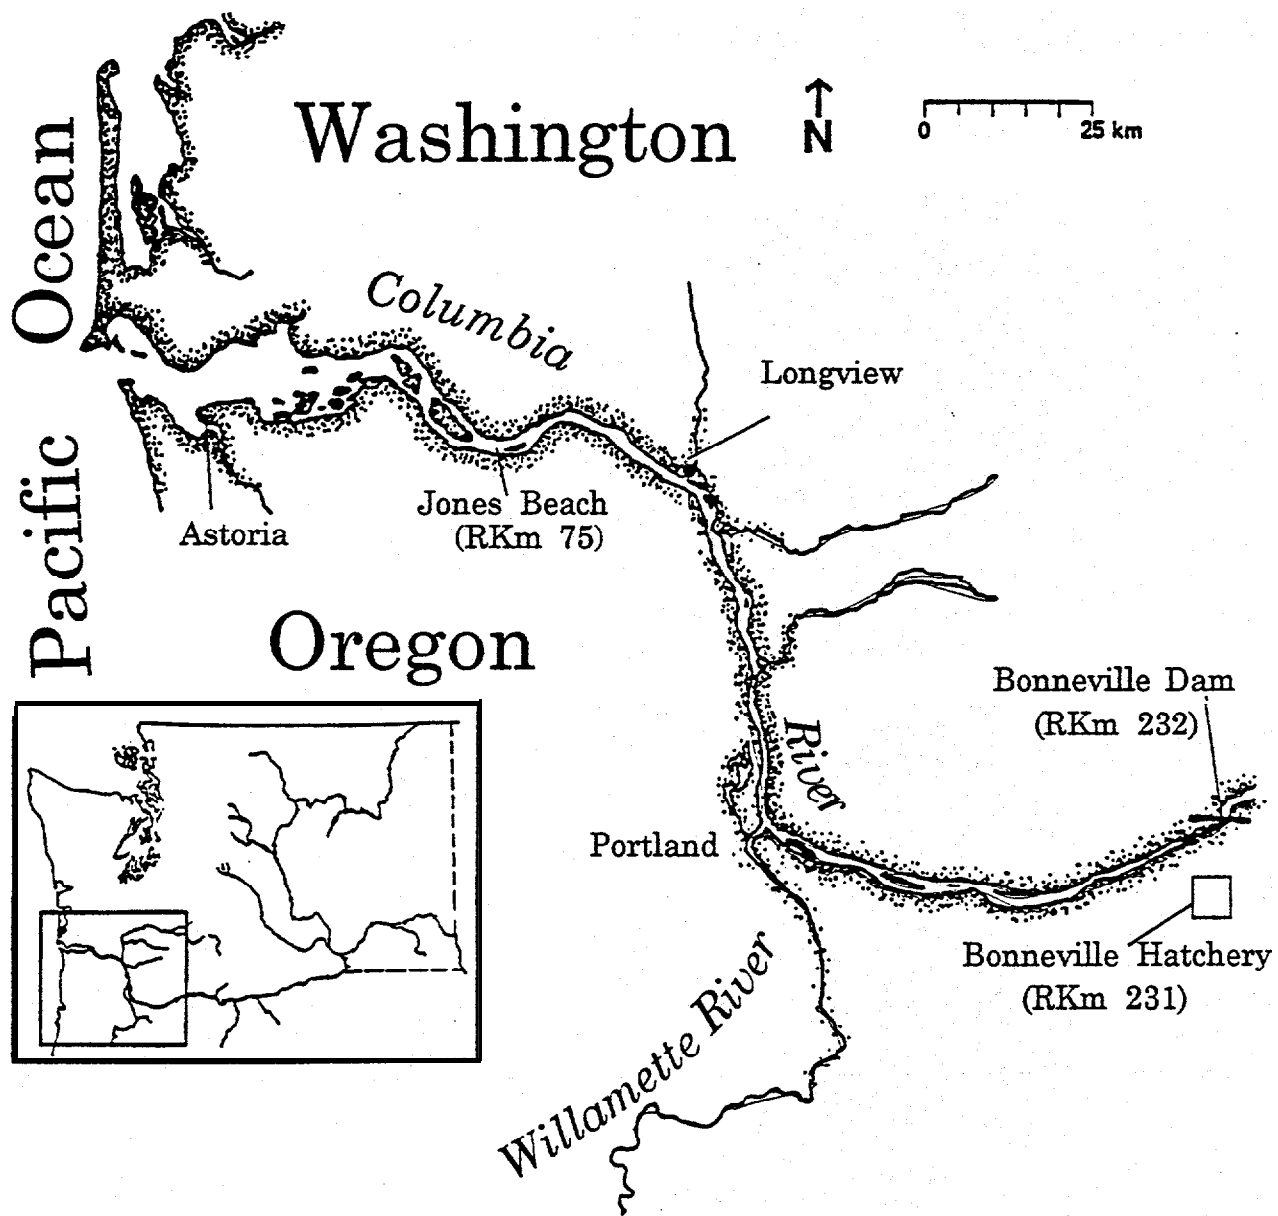 Washington
N
0 25 km
Pacific Ocean
Columbia
Longview
Jones Beach
(RKm 75)
Astoria
Oregon
Bonneville Dam
(RKm 232)
River
Portland
Bonneville Hatchery
(RKm 231)
Willamette River